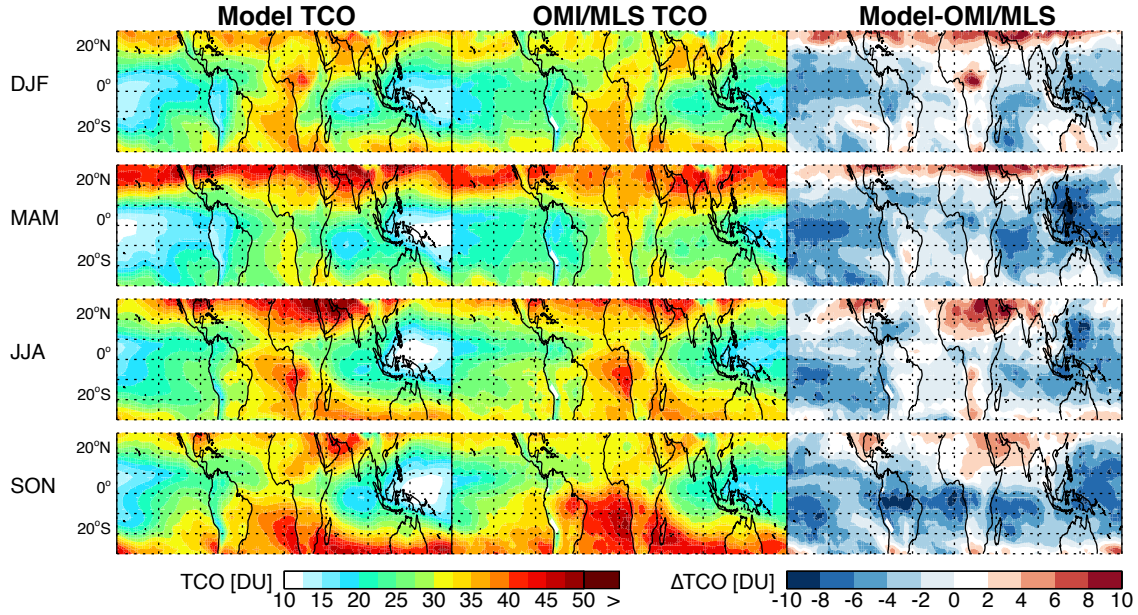 Model TCO OMI/MLS TCO Model-OMI/MLS
DJF
20°N
0°
20°S
MAM
20°N
0°
20°S
JJA
20°N
0°
20°S
SON
20°N
0°
20°S
TCO [DU]
10 15 20 25 30 35 40 45 50 >
ΔTCO [DU]
-10 -8 -6 -4 -2 0 2 4 6 8 10